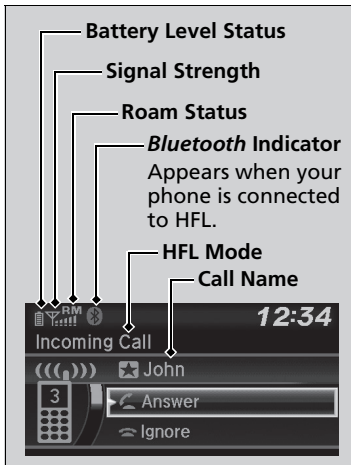 Battery Level Status
Signal Strength
Roam Status
Bluetooth Indicator
Appears when your
phone is connected
to HFL.
HFL Mode
Call Name
RM
12:34
Incoming Call
John
3
Answer
Ignore